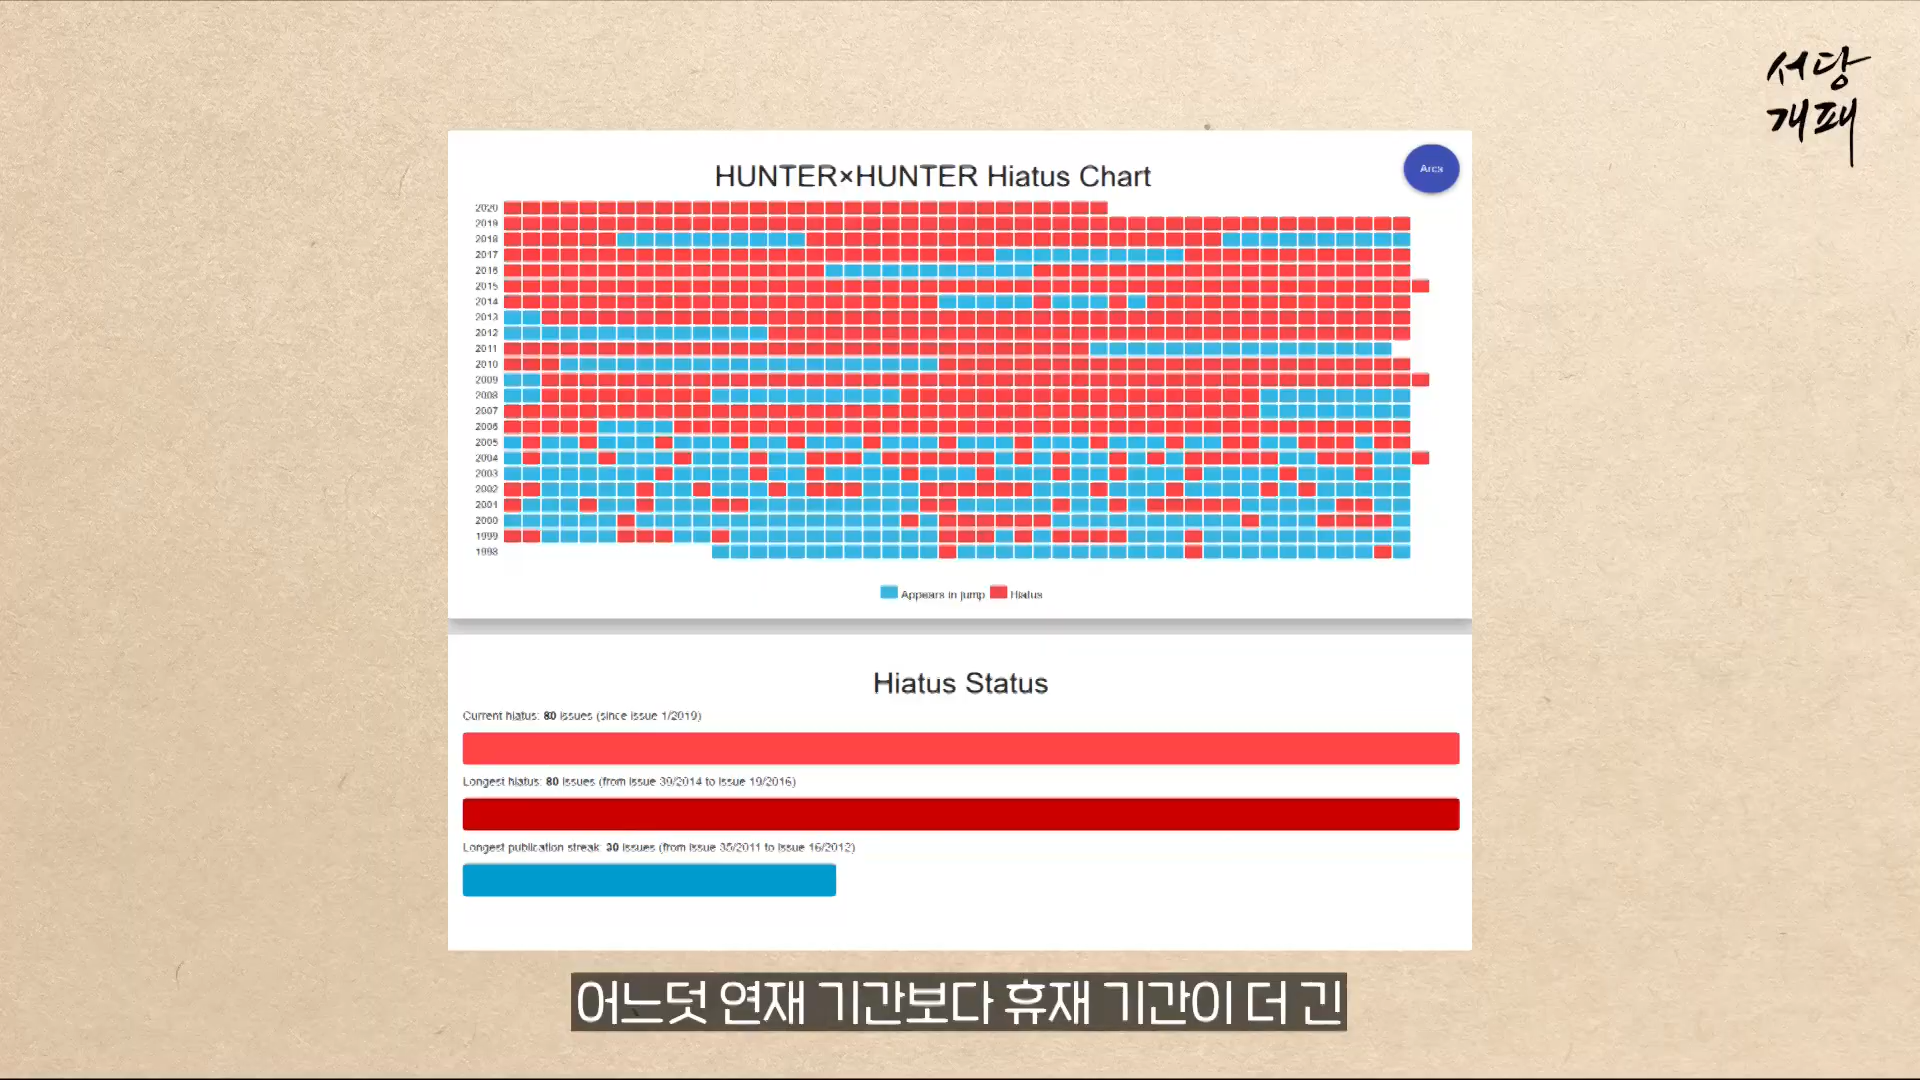 서당
개패
HUNTER×HUNTER Hiatus Chart
Arcs
2020
2019
2018
2017
2016
2015
2014
2013
2012
2011
2010
2009
2008
2007
2006
2005
2004
2003
2002
2001
2000
1999
1998
Appears in jump Hiatus
Hiatus Status
Current hiatus: 80 issues (since issue 1/2019)
Longest hiatus: 80 issues (from issue 39/2014 to issue 19/2016)
Longest publication streak: 30 issues (from issue 35/2011 to issue 16/2012)
어느덧 연재 기간보다 휴재 기간이 더 긴